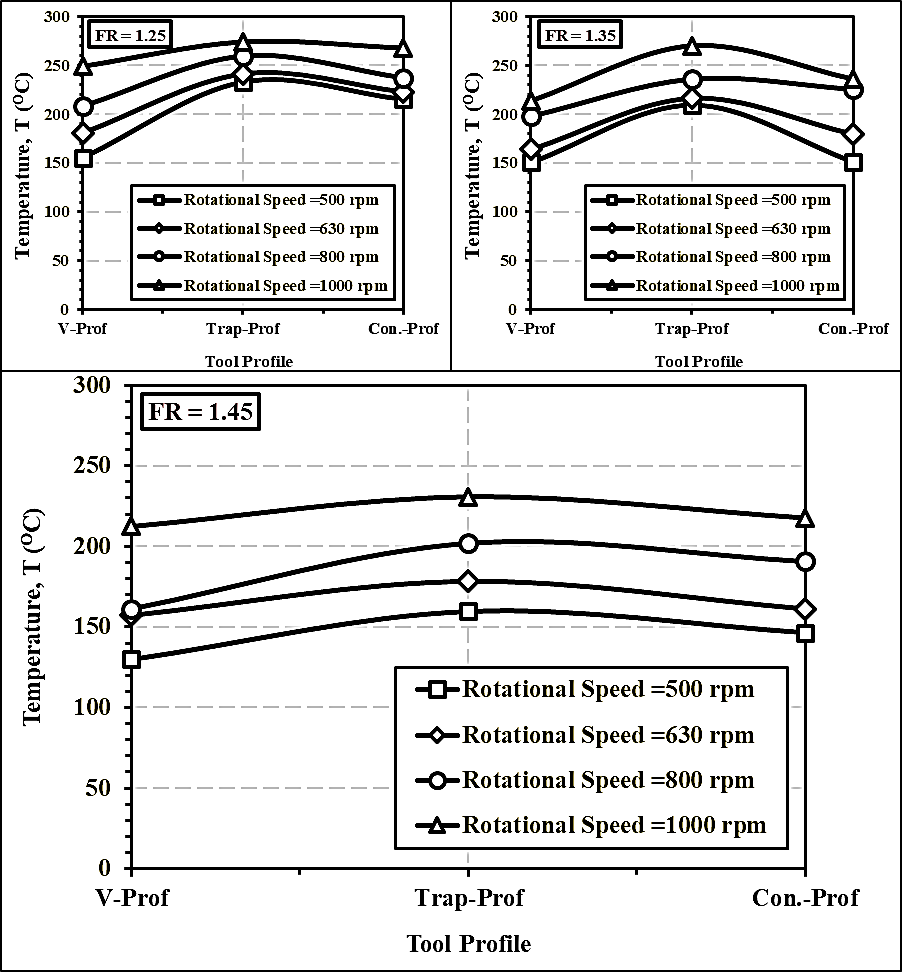 FR = 1.25
300
250
200
150
100
50
0
Temperature, T (ᴼC)
Rotational Speed =500 rpm
Rotational Speed =630 rpm
Rotational Speed =800 rpm
Rotational Speed =1000 rpm
V-Prof Trap-Prof Con.-Prof
Tool Profile
FR = 1.35
300
250
200
150
100
50
0
Temperature, T (ᴼC)
Rotational Speed =500 rpm
Rotational Speed =630 rpm
Rotational Speed =800 rpm
Rotational Speed =1000 rpm
V-Prof Trap-Prof Con.-Prof
Tool Profile
FR = 1.45
300
250
200
150
100
50
0
Temperature, T (ᴼC)
Rotational Speed =500 rpm
Rotational Speed =630 rpm
Rotational Speed =800 rpm
Rotational Speed =1000 rpm
V-Prof Trap-Prof Con.-Prof
Tool Profile